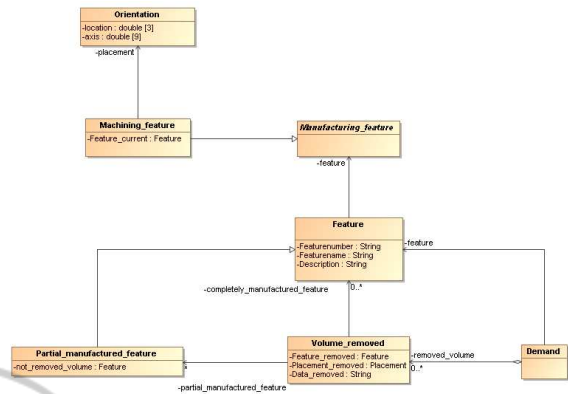 Orientation
-location : double [3]
-axis : double [9]
-placement
Machining_feature
-Feature_current : Feature
Manufacturing_feature
-feature
Feature
-Featurenumber : String
-Featurename : String
-Description : String
-feature
-completely_manufactured_feature
0..*
Partial_manufactured_feature
-not_removed_volume : Feature
*
Volume_removed
-Feature_removed : Feature
-Placement_removed : Placement
-Data_removed : String
-removed_volume
0..*
Demand
-partial_manufactured_feature